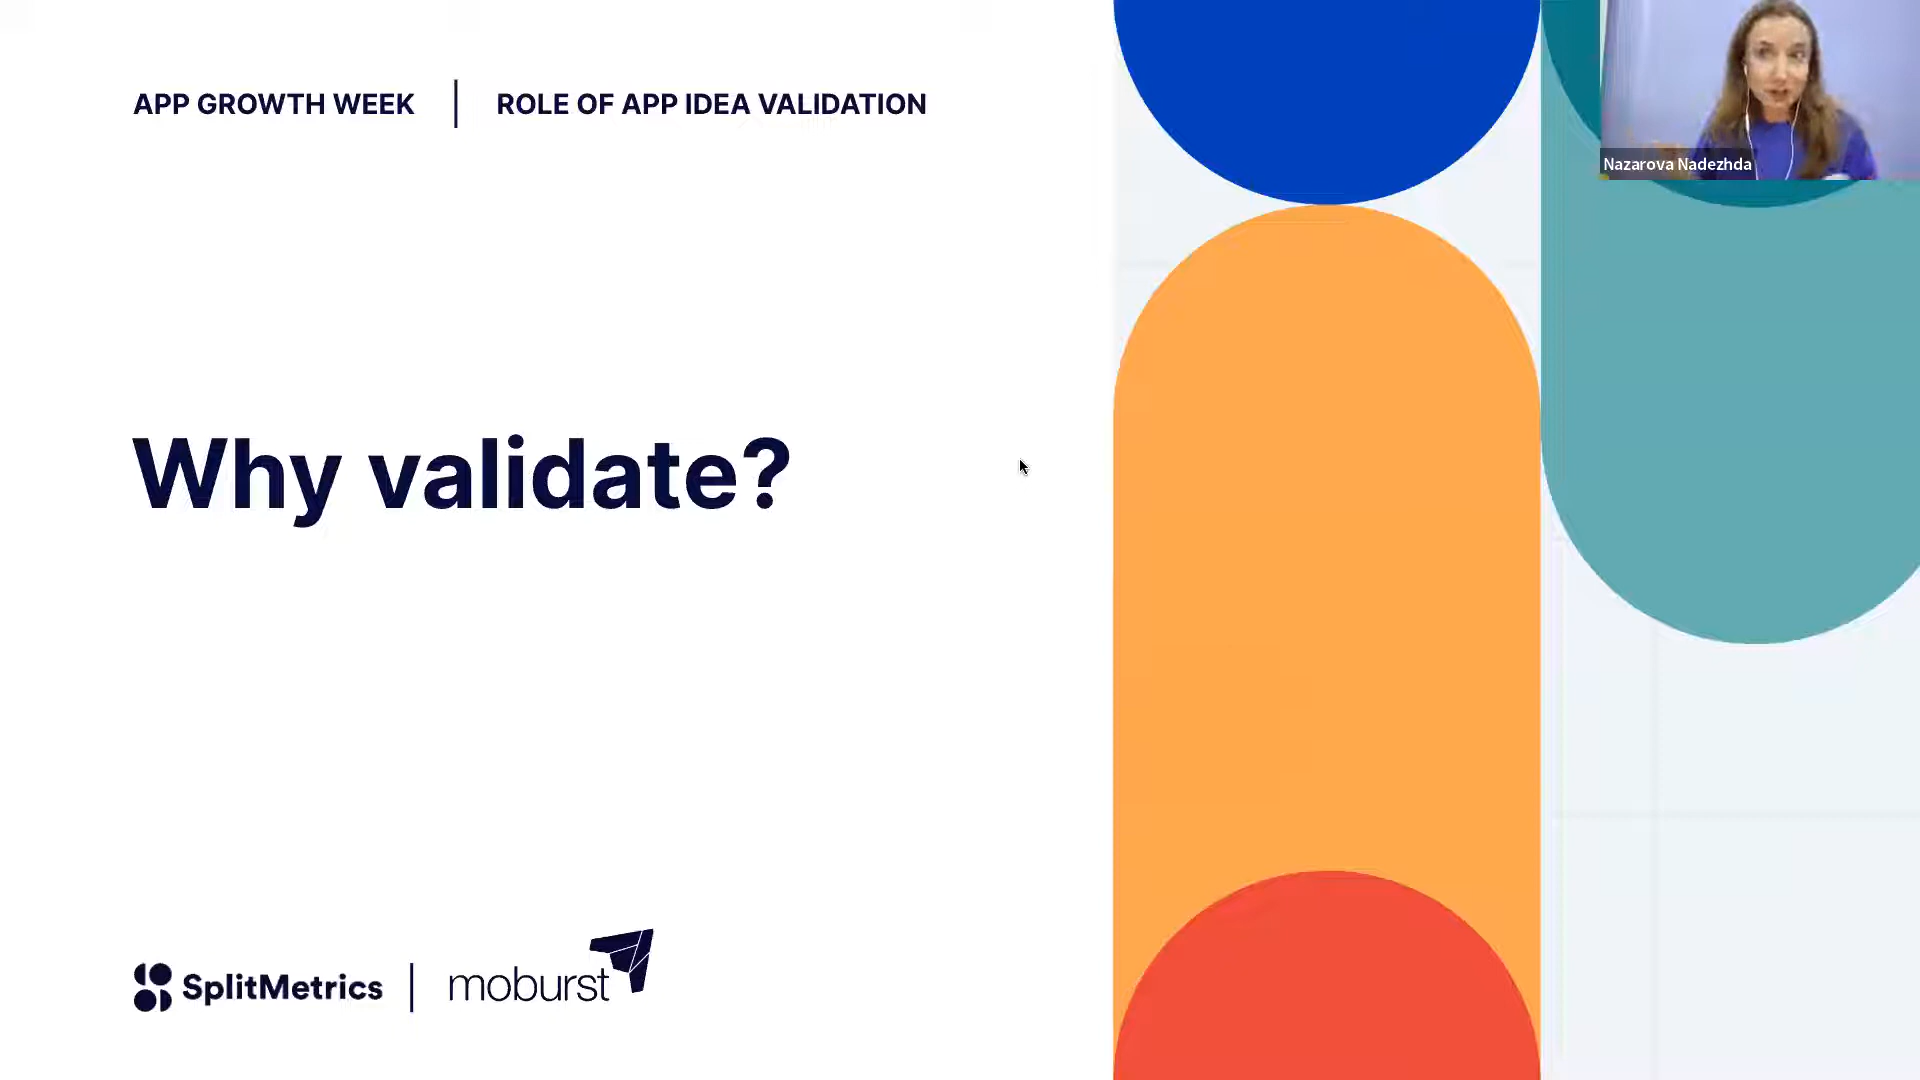 APP GROWTH WEEK | ROLE OF APP IDEA VALIDATION
Nazarova Nadezhda
Why validate?
SplitMetrics | moburst